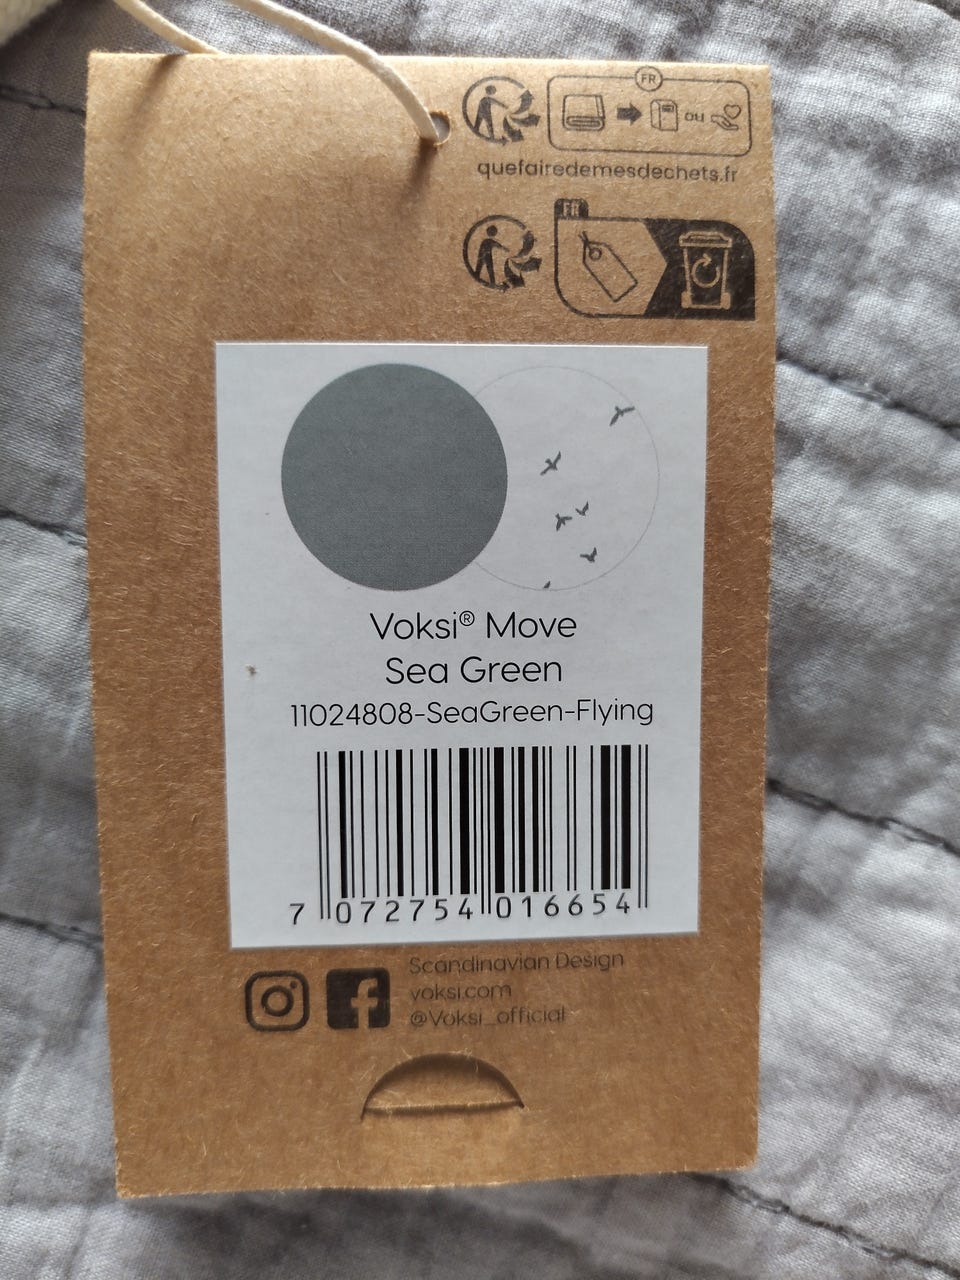 FR
ou
quefairedemesdechets.fr
FR
Voksi® Move
Sea Green
11024808-SeaGreen-Flying
7 072754 016654
Scandinavian Design
voksi.com
@Voksi_official